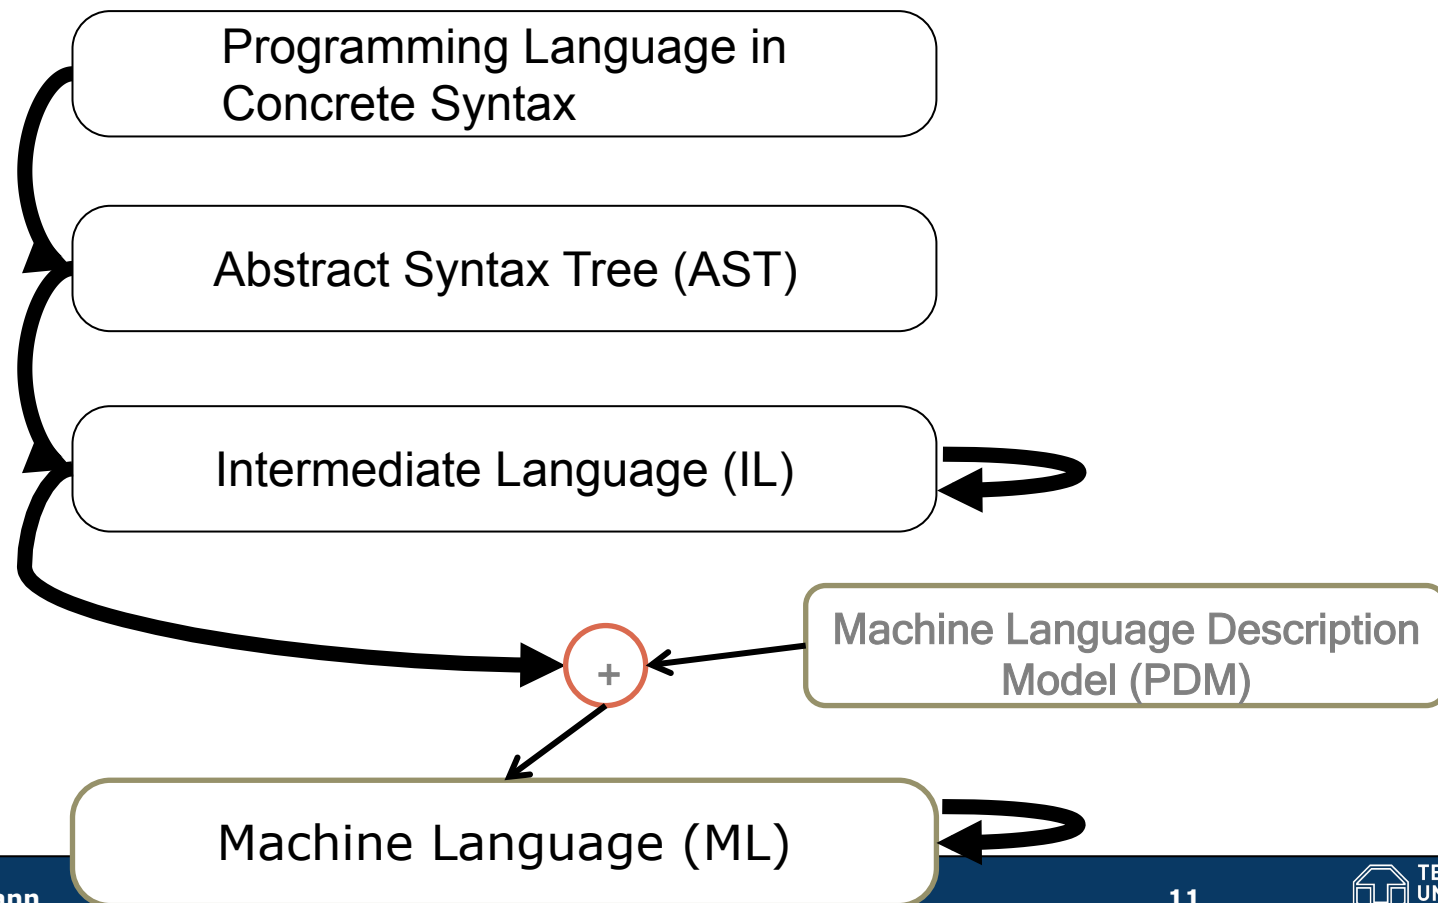 Programming Language in
Concrete Syntax
Abstract Syntax Tree (AST)
Intermediate Language (IL)
Machine Language Description
Model (PDM)
+
Machine Language (ML)
11